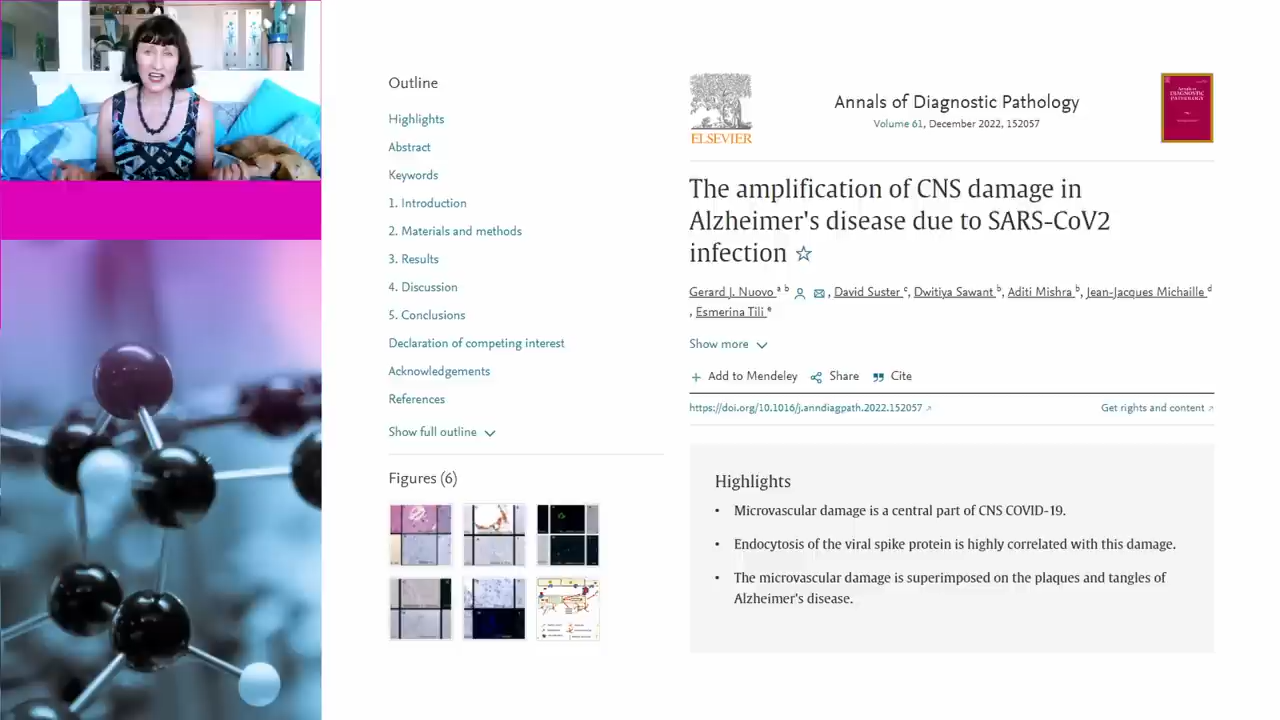 Outline
Highlights
Abstract
Keywords
1. Introduction
2. Materials and methods
3. Results
4. Discussion
5. Conclusions
Declaration of competing interest
Acknowledgements
References
Show full outline
Figures (6)
ELSEVIER
Annals of Diagnostic Pathology
Volume 61, December 2022, 152057
The amplification of CNS damage in
Alzheimer's disease due to SARS-CoV2
infection
Gerard J. Nuovo a b , David Suster c, Dwitiya Sawant b, Aditi Mishra b, Jean-Jacques Michaille d
, Esmerina Tili e
Show more
+ Add to Mendeley Share Cite
https://doi.org/10.1016/j.anndiagpath.2022.152057 Get rights and content
Highlights
• Microvascular damage is a central part of CNS COVID-19.
• Endocytosis of the viral spike protein is highly correlated with this damage.
• The microvascular damage is superimposed on the plaques and tangles of
Alzheimer's disease.